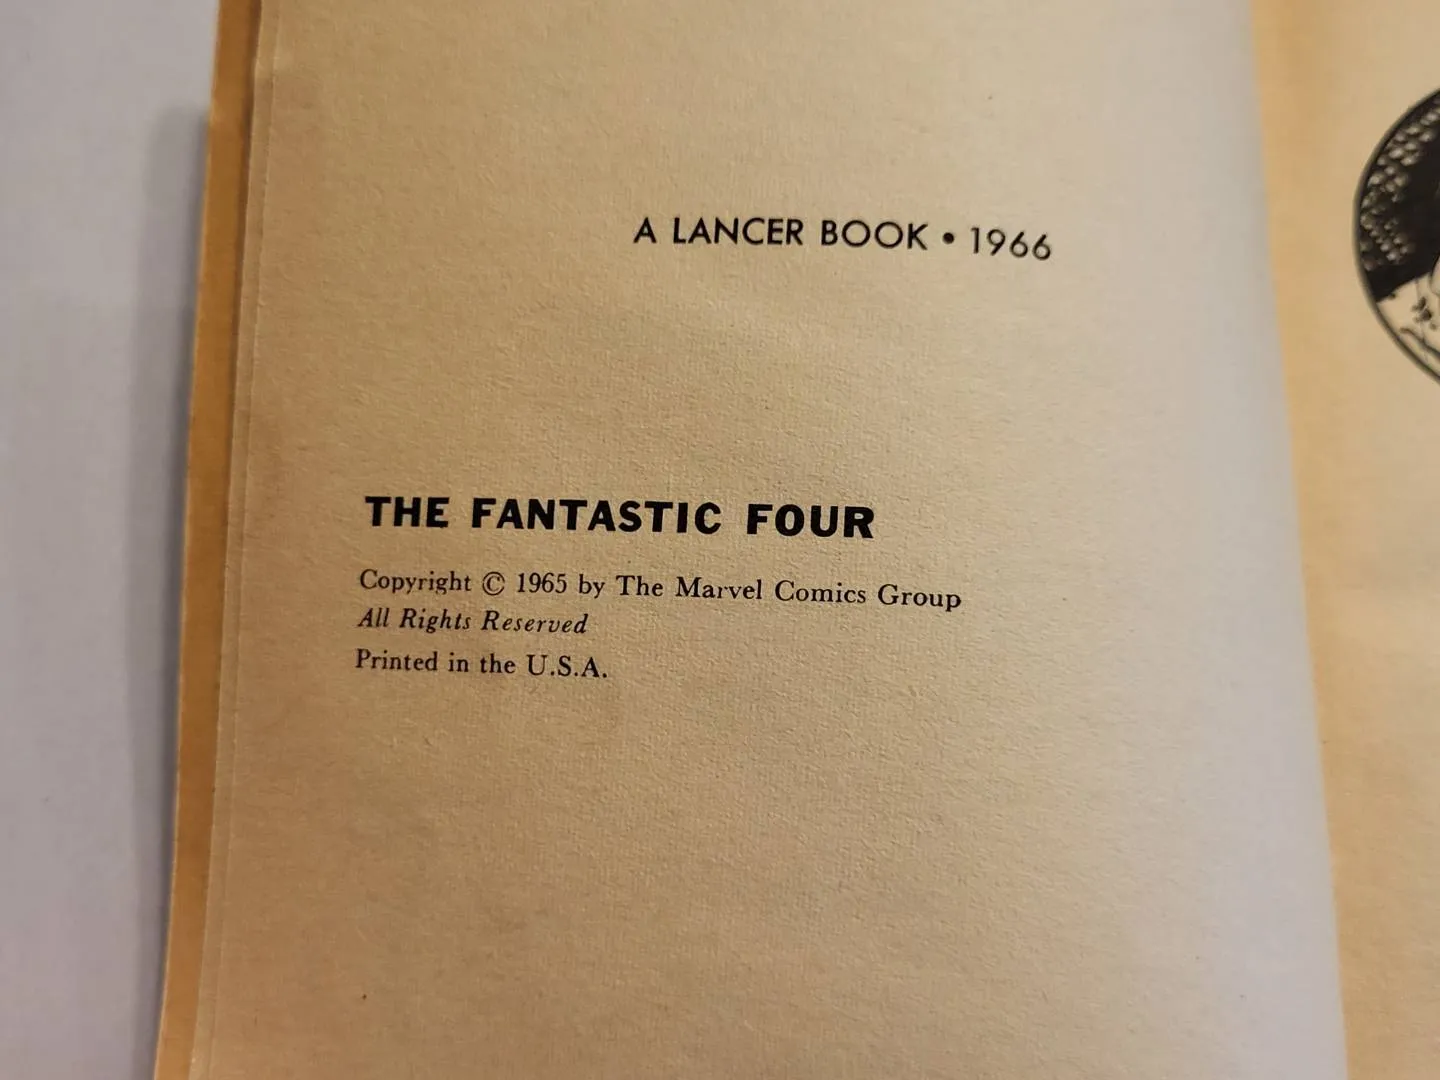 A LANCER BOOK • 1966
THE FANTASTIC FOUR
Copyright © 1965 by The Marvel Comics Group
All Rights Reserved
Printed in the U.S.A.